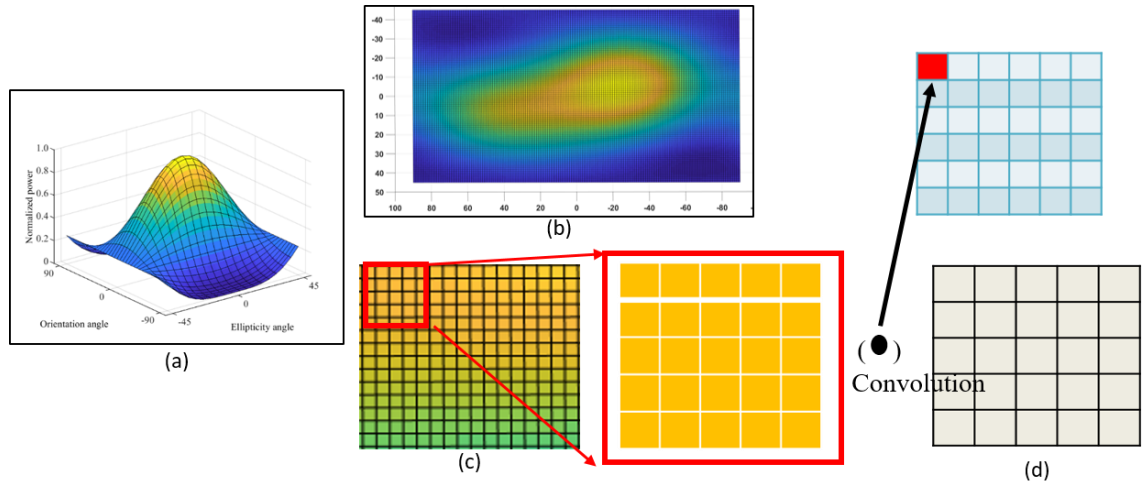 1.0
0.8
0.6
0.4
0.2
0
Normalized power
90
0
-90
Orientation angle
-45
0
45
Ellipticity angle
(a)
-40
-30
-20
-10
0
10
20
30
40
50
100 80 60 40 20 0 -20 -40 -60 -80
(b)
(c)
( )
Convolution
(d)